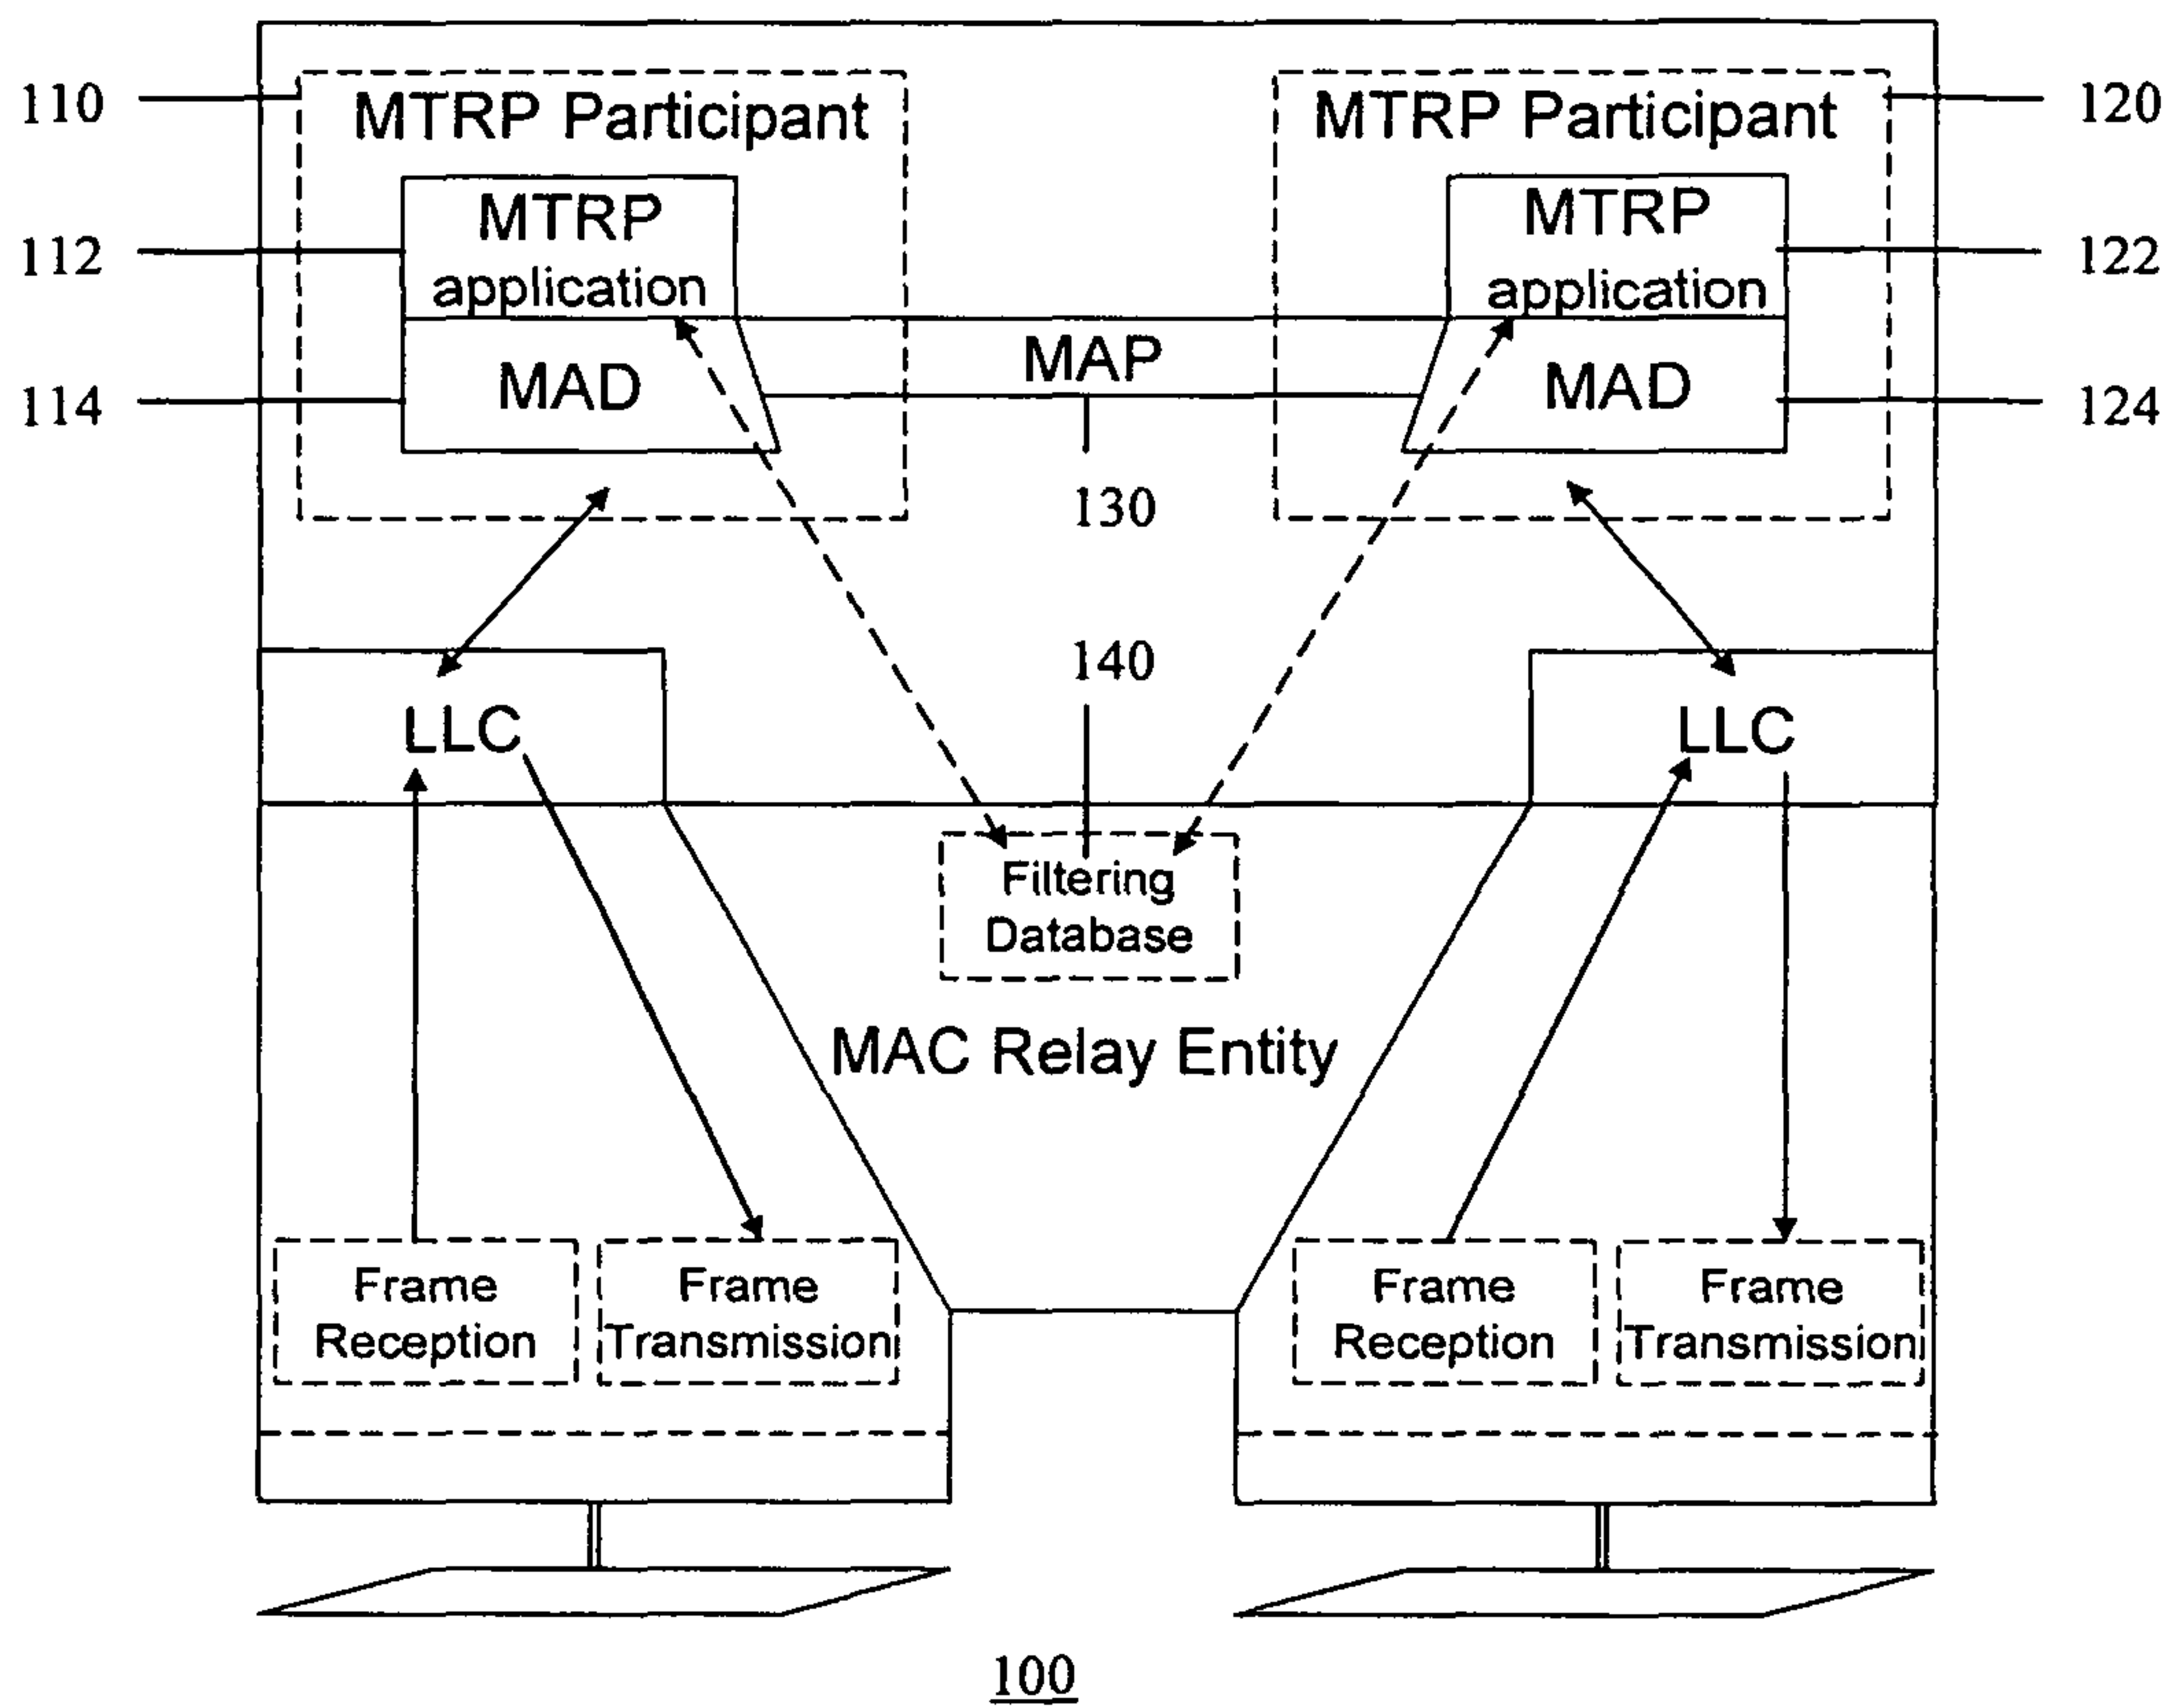 110
MTRP Participant
MTRP Participant
120
112
MTRP
application
MTRP
application
122
114
MAD
MAP
MAD
124
130
140
LLC
LLC
Filtering
Database
MAC Relay Entity
Frame
Reception
Frame
Transmission
Frame
Reception
Frame
Transmission
100